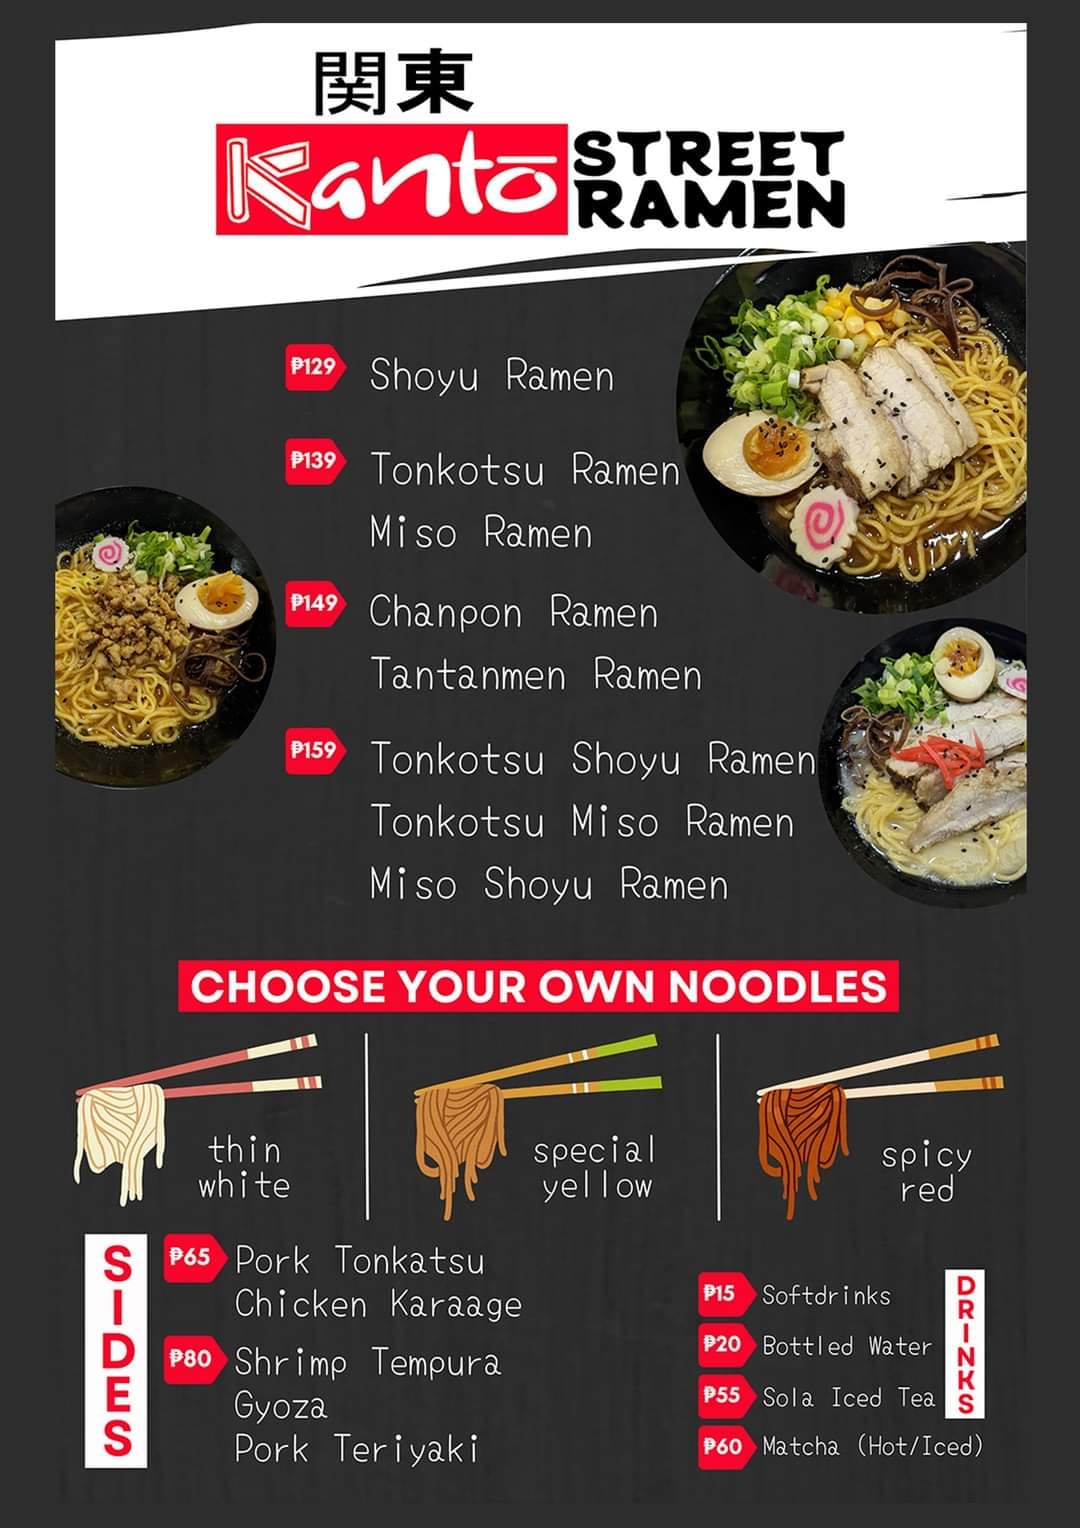 関東
Kantō STREET RAMEN
₱129 Shoyu Ramen
₱139 Tonkotsu Ramen
Miso Ramen
₱149 Chanpon Ramen
Tantanmen Ramen
₱159 Tonkotsu Shoyu Ramen
Tonkotsu Miso Ramen
Miso Shoyu Ramen
CHOOSE YOUR OWN NOODLES
thin
white
special
yellow
spicy
red
SIDES
₱65 Pork Tonkatsu
Chicken Karaage
₱80 Shrimp Tempura
Gyoza
Pork Teriyaki
DRINKS
₱15 Softdrinks
₱20 Bottled Water
₱55 Sola Iced Tea
₱60 Matcha (Hot/Iced)